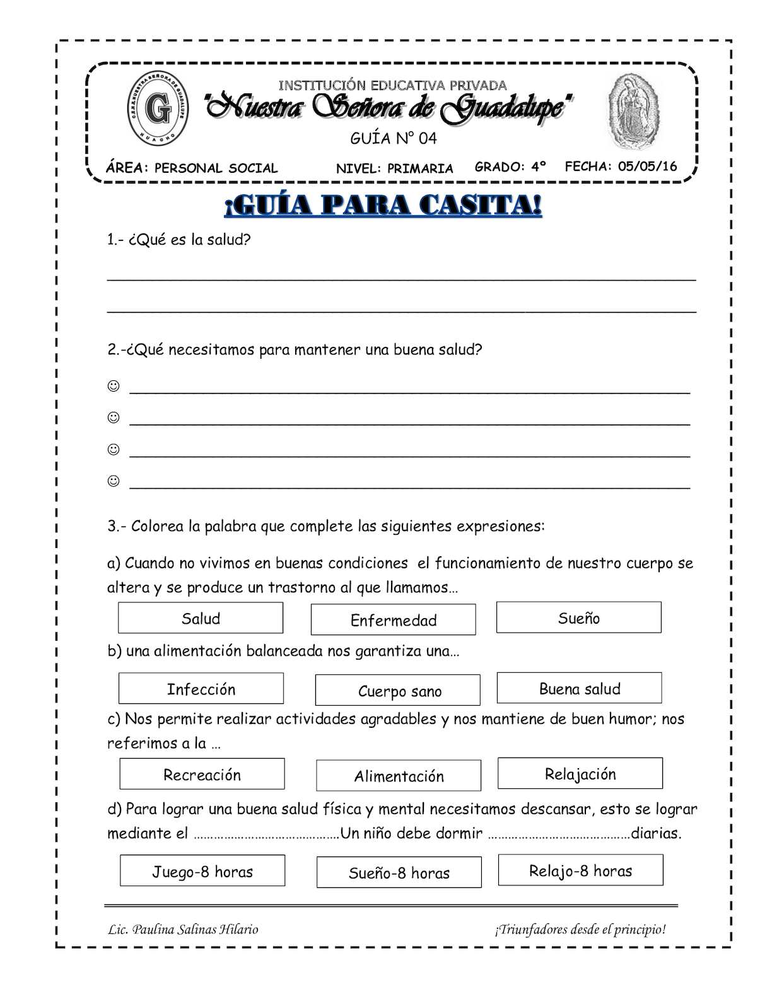 INSTITUCIÓN EDUCATIVA PRIVADA
"Nuestra Señora de Guadalupe"
GUÍA N° 04
G
HUACHO
ÁREA: PERSONAL SOCIAL NIVEL: PRIMARIA GRADO: 4º FECHA: 05/05/16
¡GUÍA PARA CASITA!
1.- ¿Qué es la salud?
2.-¿Qué necesitamos para mantener una buena salud?
3.- Colorea la palabra que complete las siguientes expresiones:
a) Cuando no vivimos en buenas condiciones el funcionamiento de nuestro cuerpo se
altera y se produce un trastorno al que llamamos…
Salud Enfermedad Sueño
b) una alimentación balanceada nos garantiza una…
Infección Cuerpo sano Buena salud
c) Nos permite realizar actividades agradables y nos mantiene de buen humor; nos
referimos a la …
Recreación Alimentación Relajación
d) Para lograr una buena salud física y mental necesitamos descansar, esto se lograr
mediante el …………………………………….Un niño debe dormir ……………………………………diarias.
Juego-8 horas Sueño-8 horas Relajo-8 horas
Lic. Paulina Salinas Hilario ¡Triunfadores desde el principio!